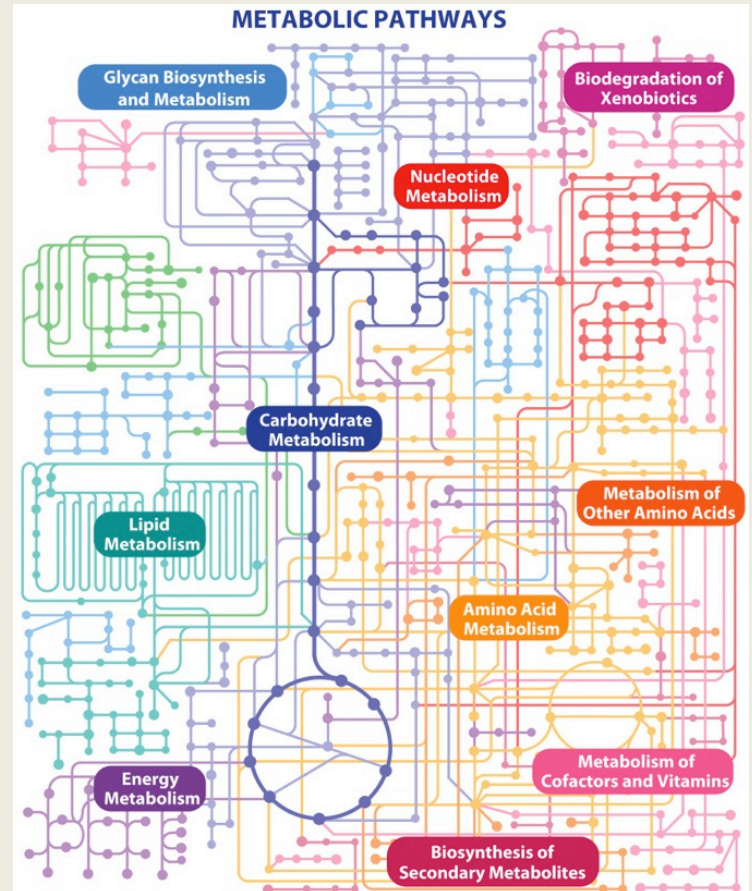 METABOLIC PATHWAYS
Glycan Biosynthesis
and Metabolism
Biodegradation of
Xenobiotics
Nucleotide
Metabolism
Carbohydrate
Metabolism
Lipid
Metabolism
Metabolism of
Other Amino Acids
Amino Acid
Metabolism
Energy
Metabolism
Metabolism of
Cofactors and Vitamins
Biosynthesis of
Secondary Metabolites